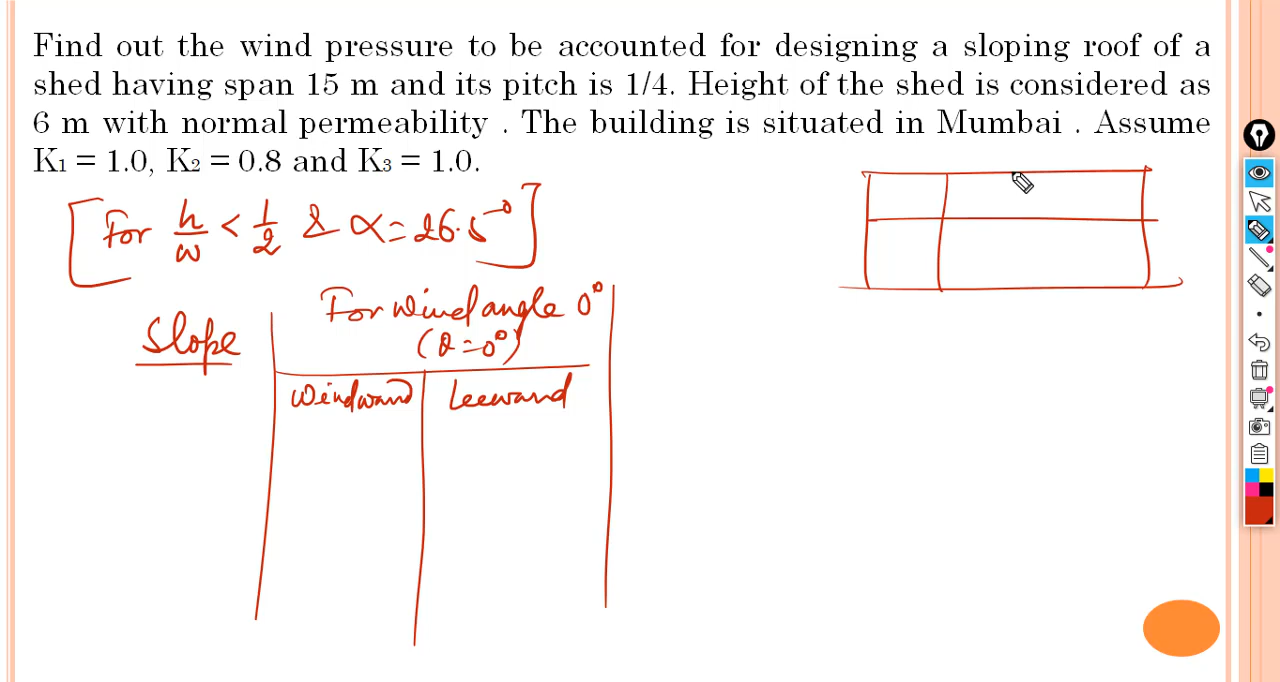 Find out the wind pressure to be accounted for designing a sloping roof of a
shed having span 15 m and its pitch is 1/4. Height of the shed is considered as
6 m with normal permeability . The building is situated in Mumbai . Assume
K1 = 1.0, K2 = 0.8 and K3 = 1.0.
[For h/w < 1/2 & α = 26.5°]
Slope
For wind angle 0°
(θ = 0°)
Windward
Leeward